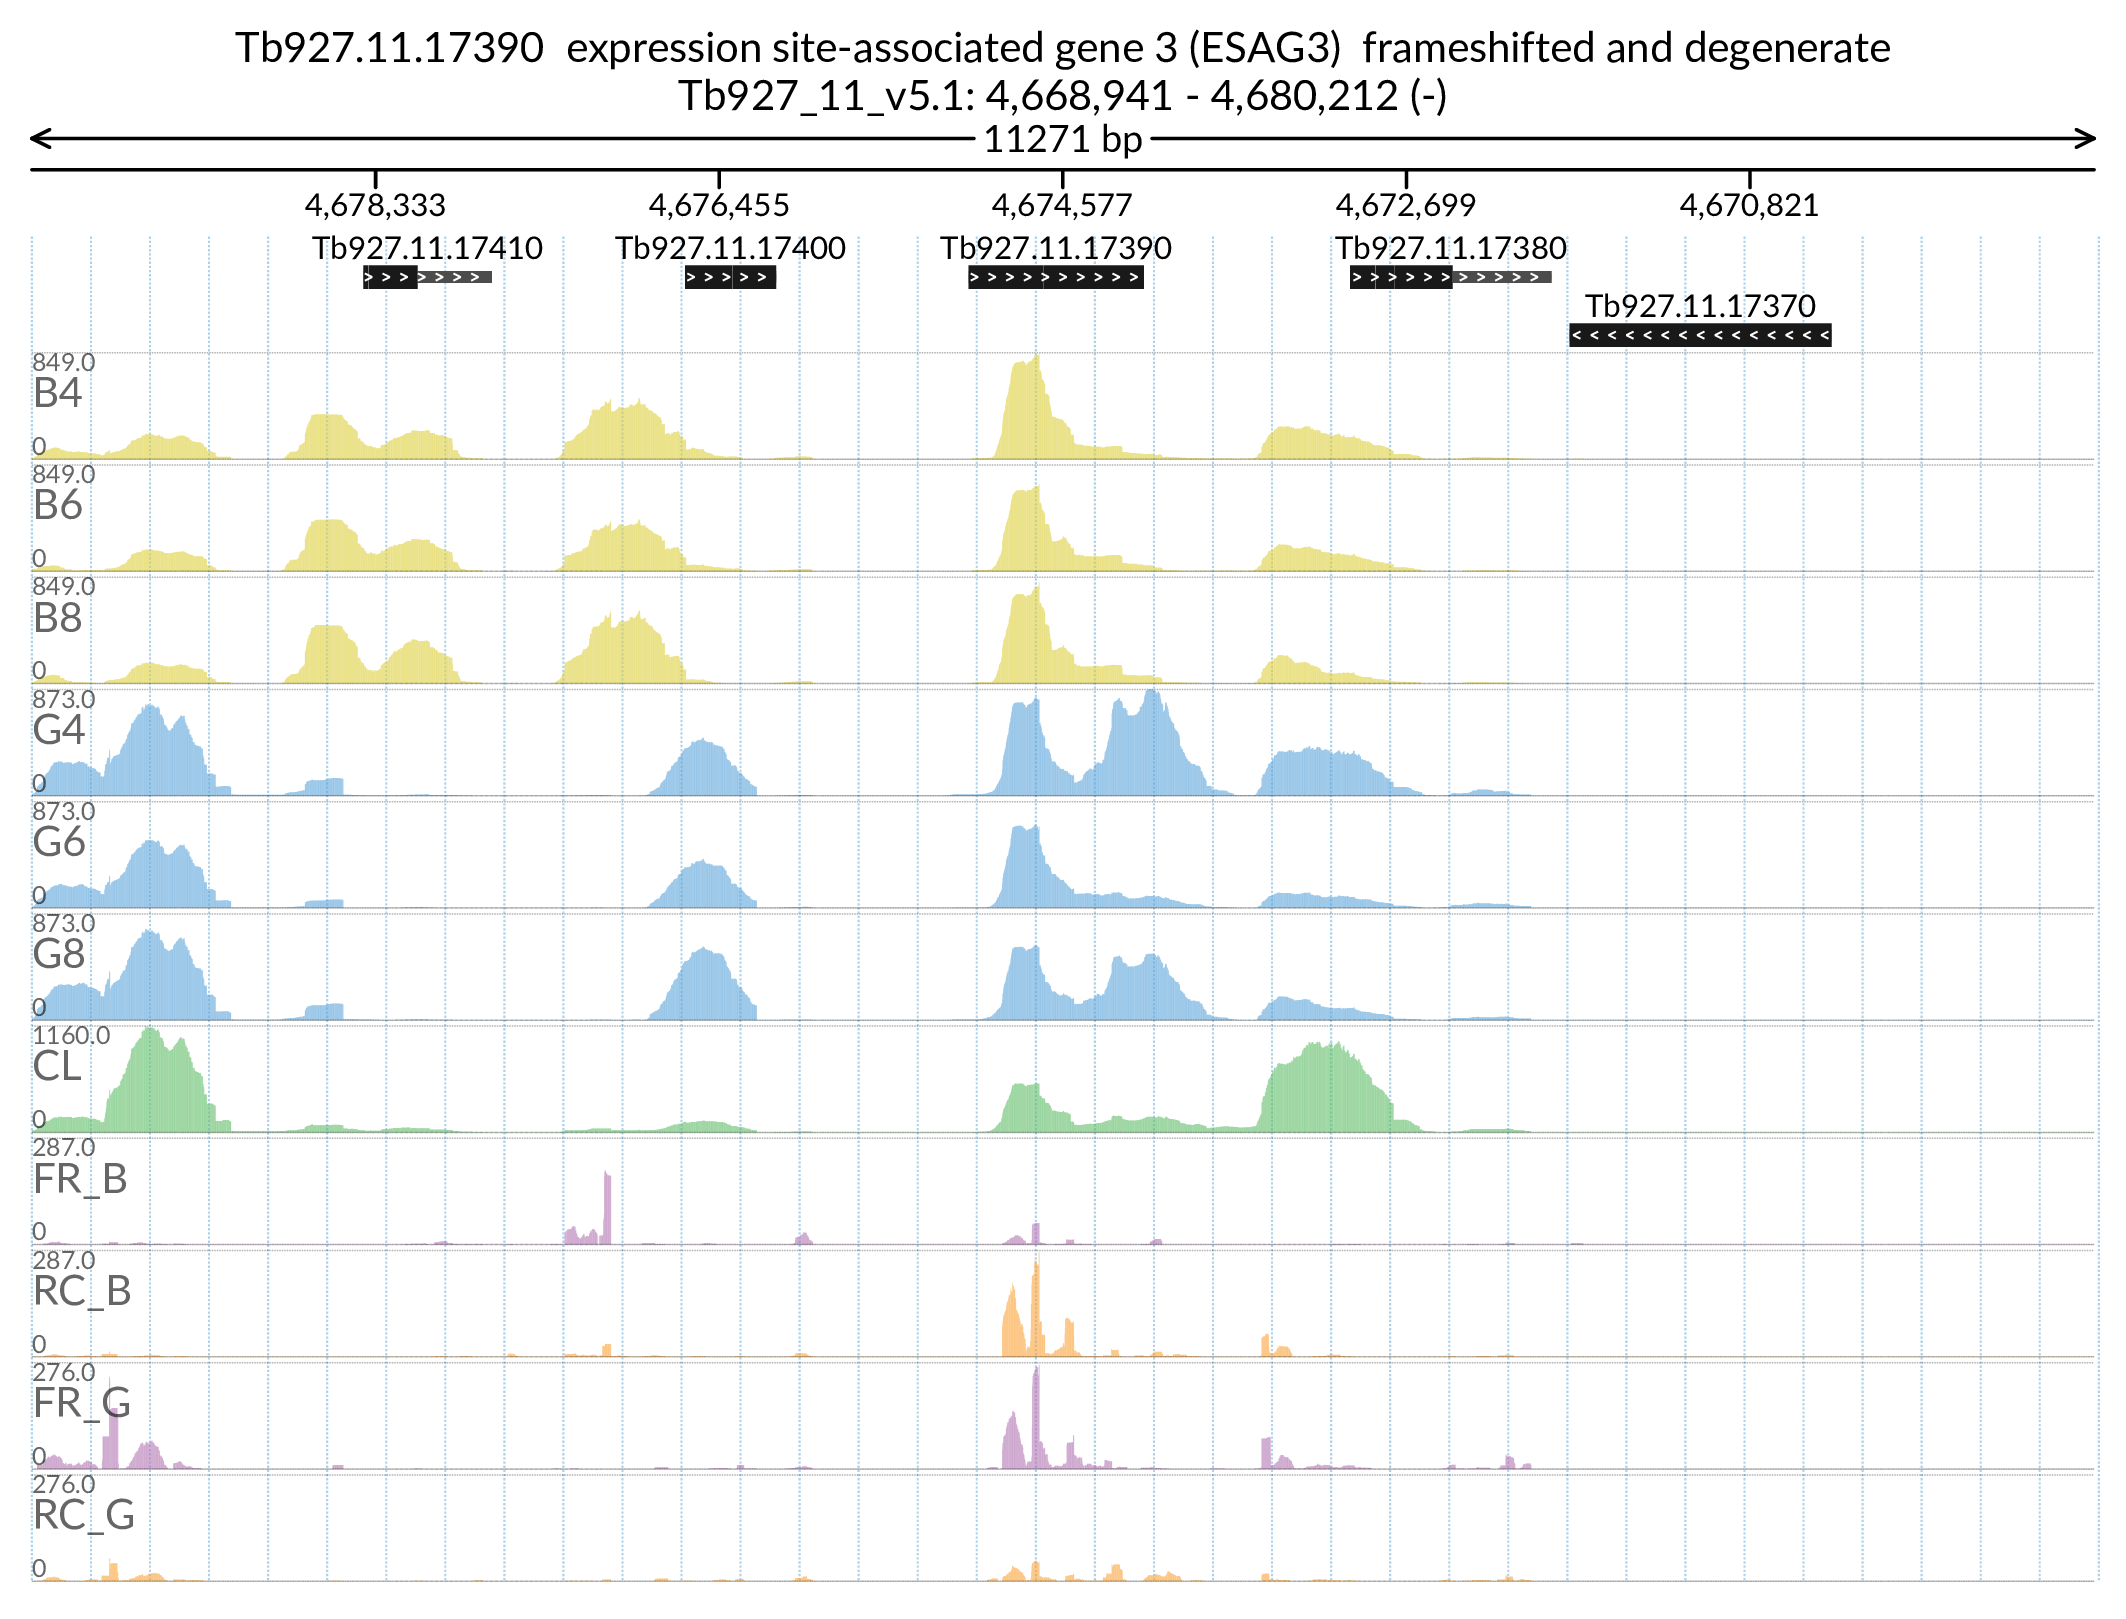 Tb927.11.17390 expression site-associated gene 3 (ESAG3) frameshifted and degenerate
Tb927_11_v5.1: 4,668,941 - 4,680,212 (-)
11271 bp
4,678,333 4,676,455 4,674,577 4,672,699 4,670,821
Tb927.11.17410 Tb927.11.17400 Tb927.11.17390 Tb927.11.17380
Tb927.11.17370
849.0
B4
0
849.0
B6
0
849.0
B8
0
873.0
G4
0
873.0
G6
0
873.0
G8
0
1160.0
CL
0
287.0
FR_B
0
287.0
RC_B
0
276.0
FR_G
0
276.0
RC_G
0